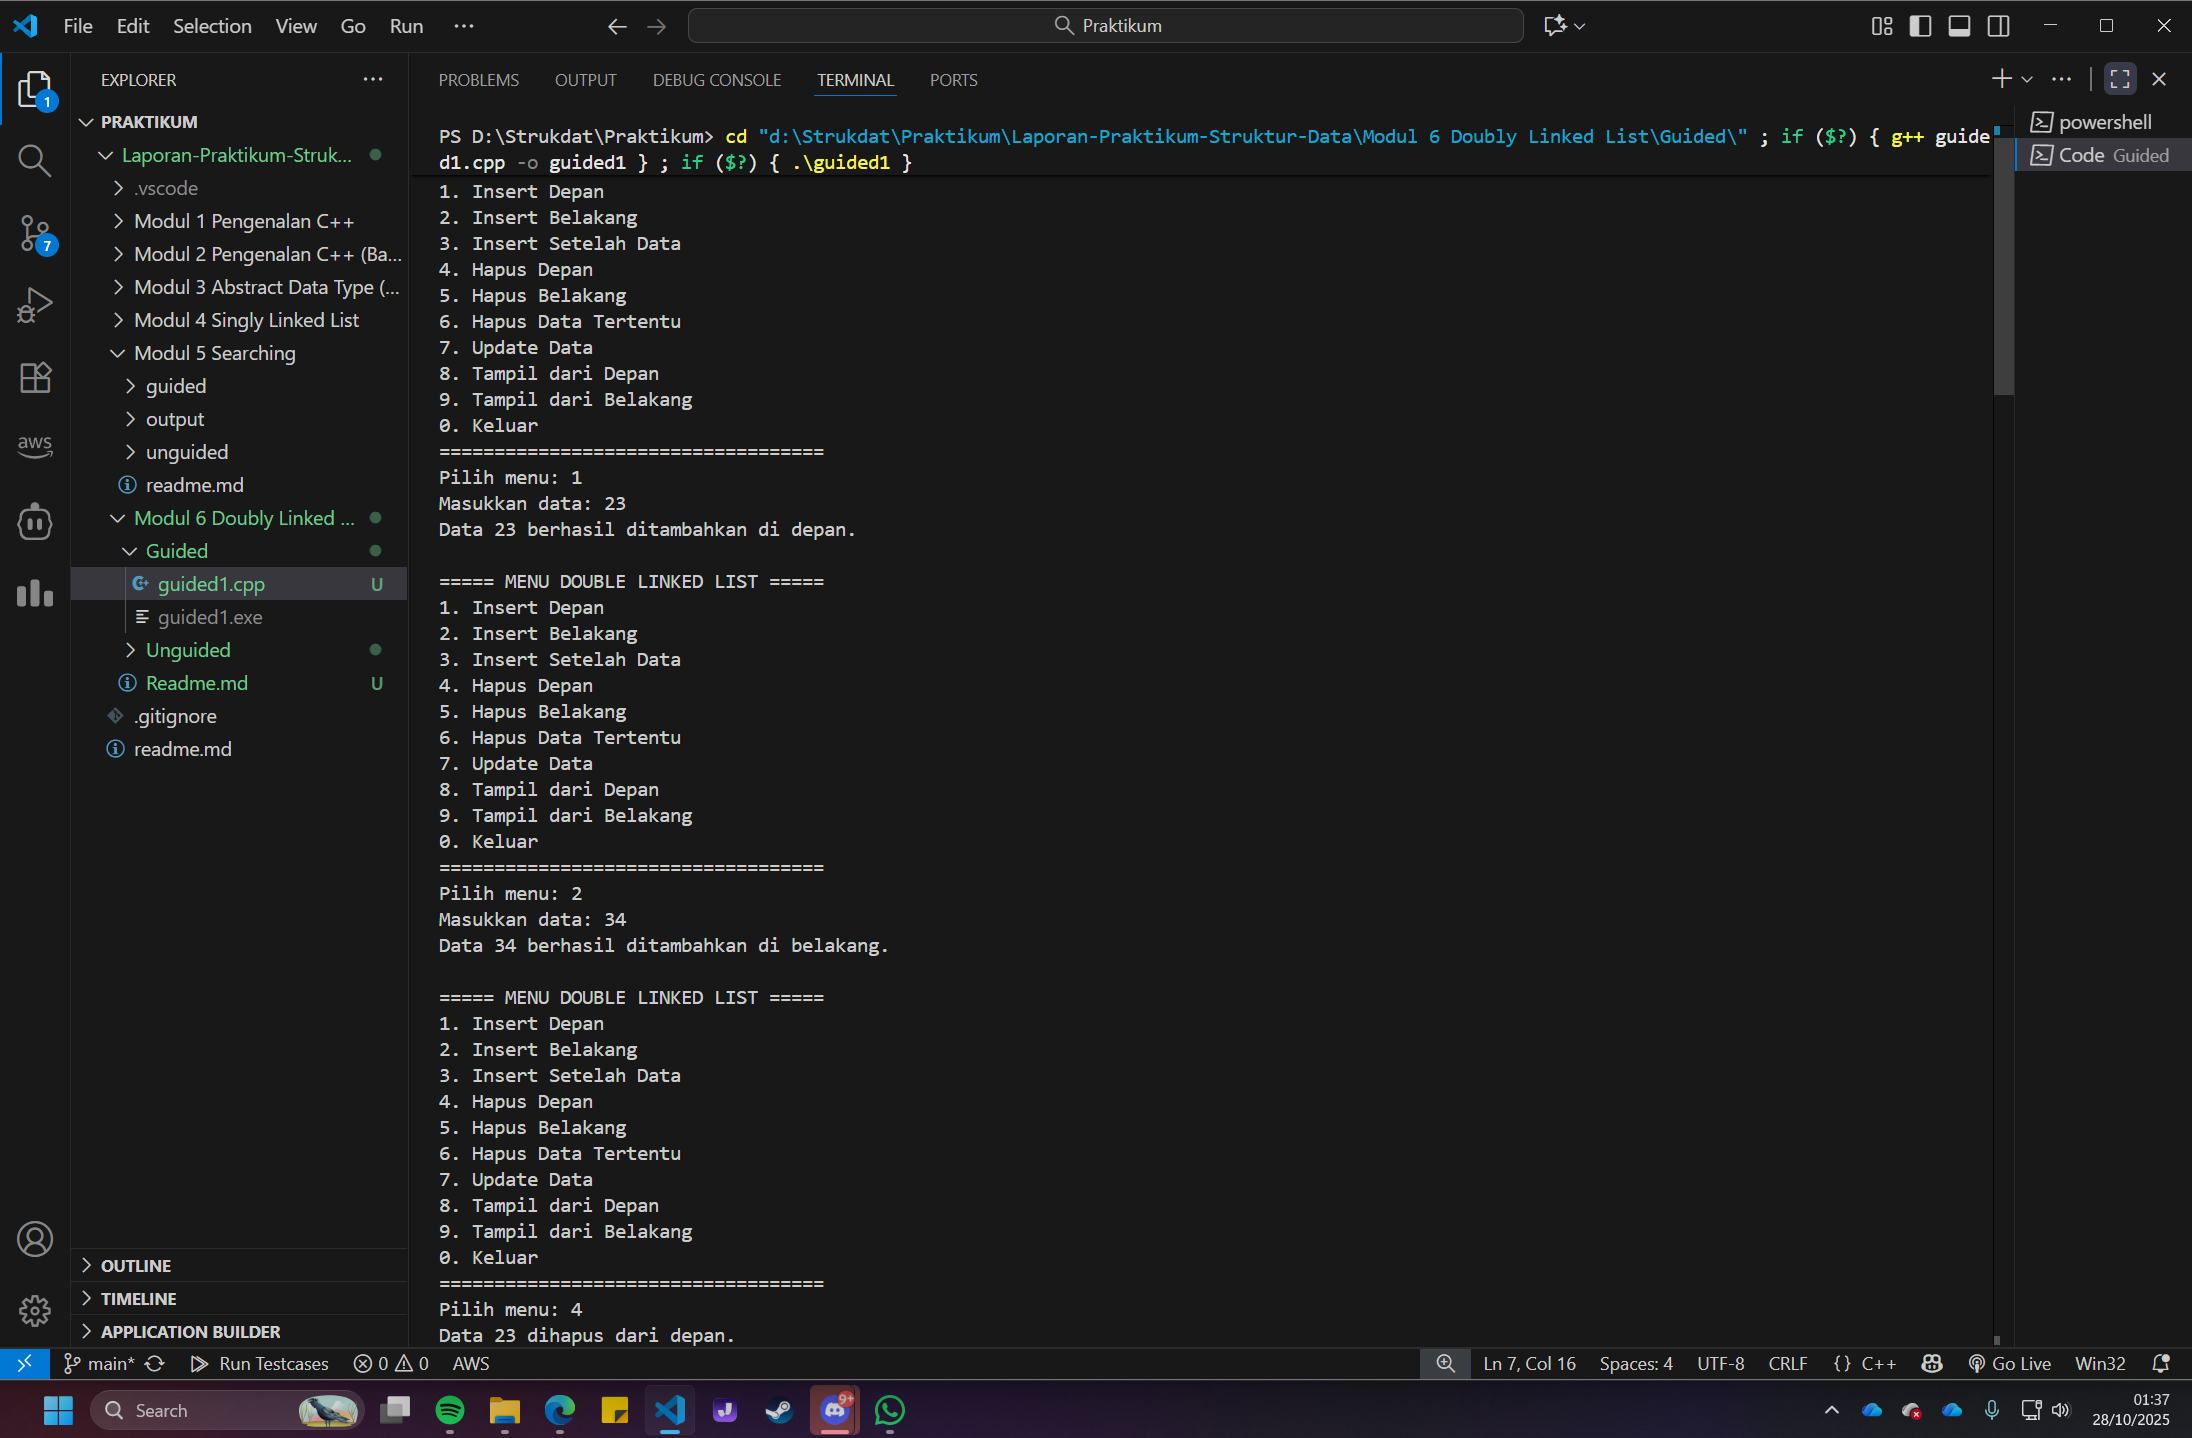 File Edit Selection View Go Run ...
Praktikum
EXPLORER
PRAKTIKUM
Laporan-Praktikum-Struk...
.vscode
Modul 1 Pengenalan C++
Modul 2 Pengenalan C++ (Ba...
Modul 3 Abstract Data Type (...
Modul 4 Singly Linked List
Modul 5 Searching
guided
output
unguided
readme.md
Modul 6 Doubly Linked ...
Guided
guided1.cpp U
guided1.exe
Unguided
Readme.md U
.gitignore
readme.md
OUTLINE
TIMELINE
APPLICATION BUILDER
1
7
aws
PROBLEMS OUTPUT DEBUG CONSOLE TERMINAL PORTS
PS D:\Strukdat\Praktikum> cd "d:\Strukdat\Praktikum\Laporan-Praktikum-Struktur-Data\Modul 6 Doubly Linked List\Guided\" ; if ($?) { g++ guide
d1.cpp -o guided1 } ; if ($?) { .\guided1 }
1. Insert Depan
2. Insert Belakang
3. Insert Setelah Data
4. Hapus Depan
5. Hapus Belakang
6. Hapus Data Tertentu
7. Update Data
8. Tampil dari Depan
9. Tampil dari Belakang
0. Keluar
===================================
Pilih menu: 1
Masukkan data: 23
Data 23 berhasil ditambahkan di depan.
===== MENU DOUBLE LINKED LIST =====
1. Insert Depan
2. Insert Belakang
3. Insert Setelah Data
4. Hapus Depan
5. Hapus Belakang
6. Hapus Data Tertentu
7. Update Data
8. Tampil dari Depan
9. Tampil dari Belakang
0. Keluar
===================================
Pilih menu: 2
Masukkan data: 34
Data 34 berhasil ditambahkan di belakang.
===== MENU DOUBLE LINKED LIST =====
1. Insert Depan
2. Insert Belakang
3. Insert Setelah Data
4. Hapus Depan
5. Hapus Belakang
6. Hapus Data Tertentu
7. Update Data
8. Tampil dari Depan
9. Tampil dari Belakang
0. Keluar
===================================
Pilih menu: 4
Data 23 dihapus dari depan.
powershell
Code Guided
main* Run Testcases 0 0 AWS
Ln 7, Col 16 Spaces: 4 UTF-8 CRLF {} C++ Go Live Win32
Search
9+
01:37
28/10/2025